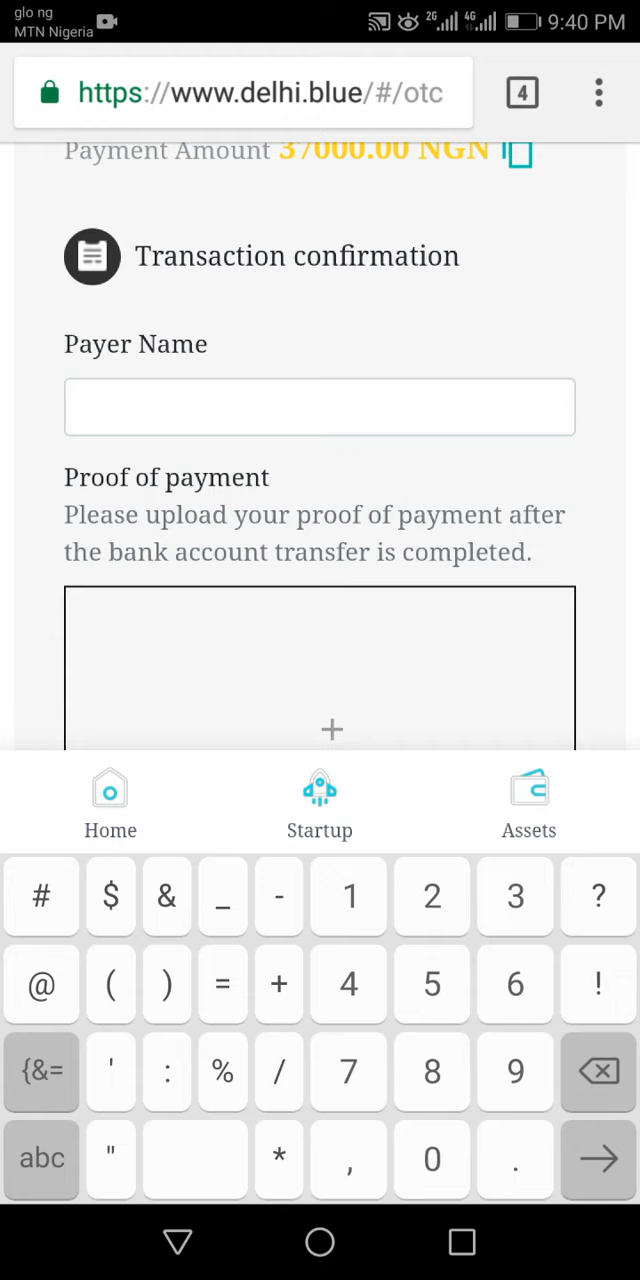 glo ng
MTN Nigeria
2G 4G 9:40 PM
https://www.delhi.blue/#/otc 4
Payment Amount 37000.00 NGN
Transaction confirmation
Payer Name
Proof of payment
Please upload your proof of payment after
the bank account transfer is completed.
+
Home Startup Assets
# $ & _ - 1 2 3 ?
@ ( ) = + 4 5 6 !
{&= ' : % / 7 8 9
abc " * , 0 .